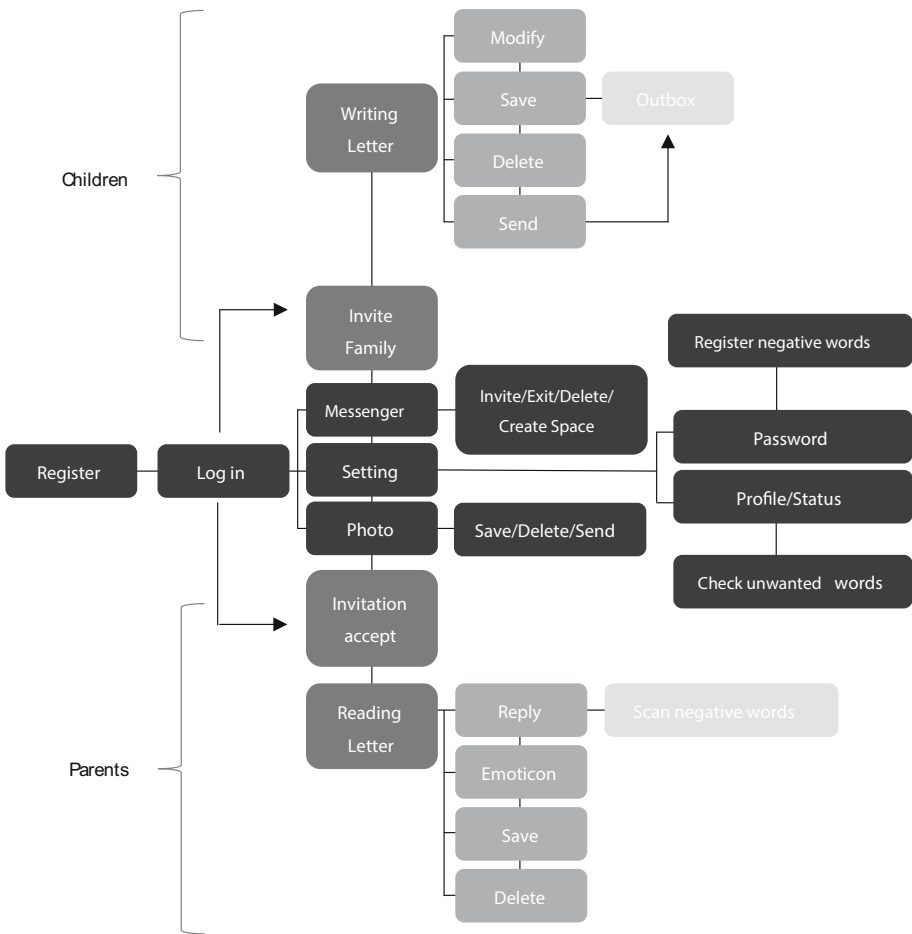 Modify
Save
Outbox
Writing
Letter
Delete
Send
Children
Invite
Family
Register negative words
Messenger
Invite/Exit/Delete/
Create Space
Password
Register
Log in
Setting
Profile/Status
Photo
Save/Delete/Send
Check unwanted words
Invitation
accept
Reading
Letter
Reply
Scan negative words
Parents
Emoticon
Save
Delete